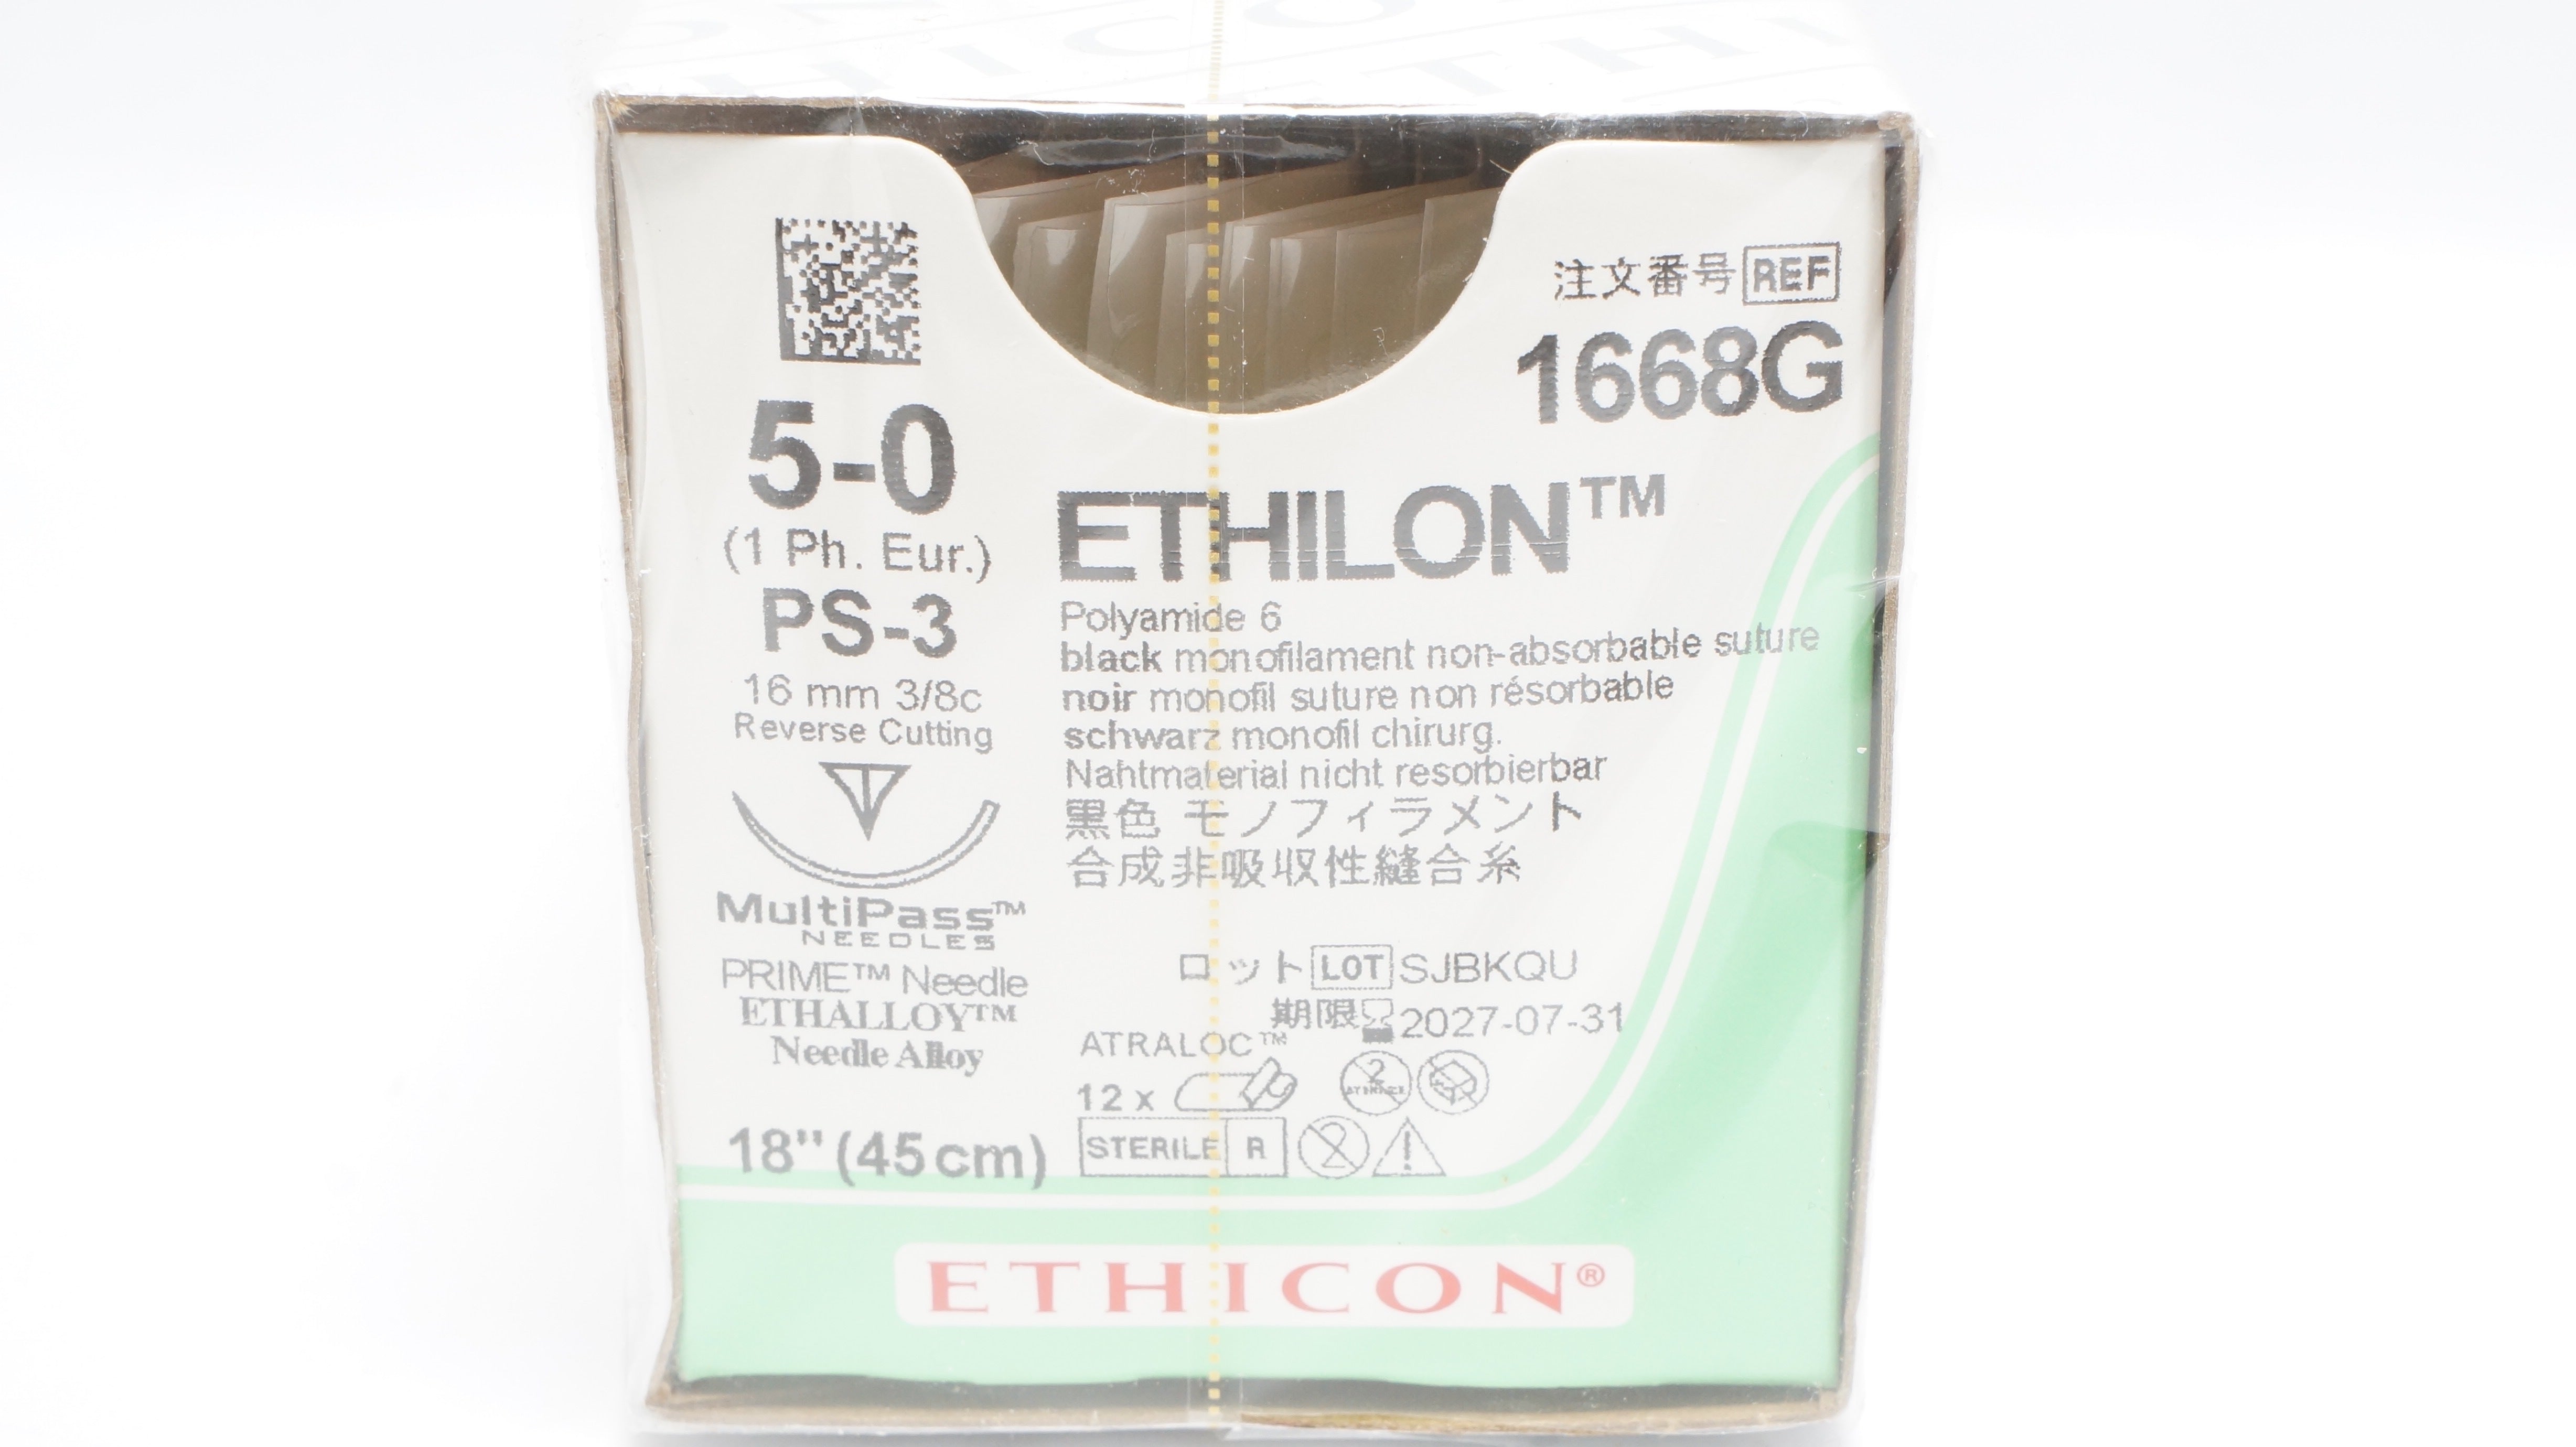 注文番号 REF
1668G
5-0
(1 Ph. Eur.)
PS-3
16 mm 3/8c
Reverse Cutting
MultiPass™
NEEDLES
PRIME™ Needle
ETHALLOY™
Needle Alloy
18" (45cm)
ETHILON™
Polyamide 6
black monofilament non-absorbable suture
noir monofil suture non résorbable
schwarz monofil chirurg.
Nahtmaterial nicht resorbierbar
黒色 モノフィラメント
合成非吸収性縫合糸
ロット LOT SJBKQU
期限 2027-07-31
ATRALOC™
12 x
2
STERILE R 2
ETHICON®